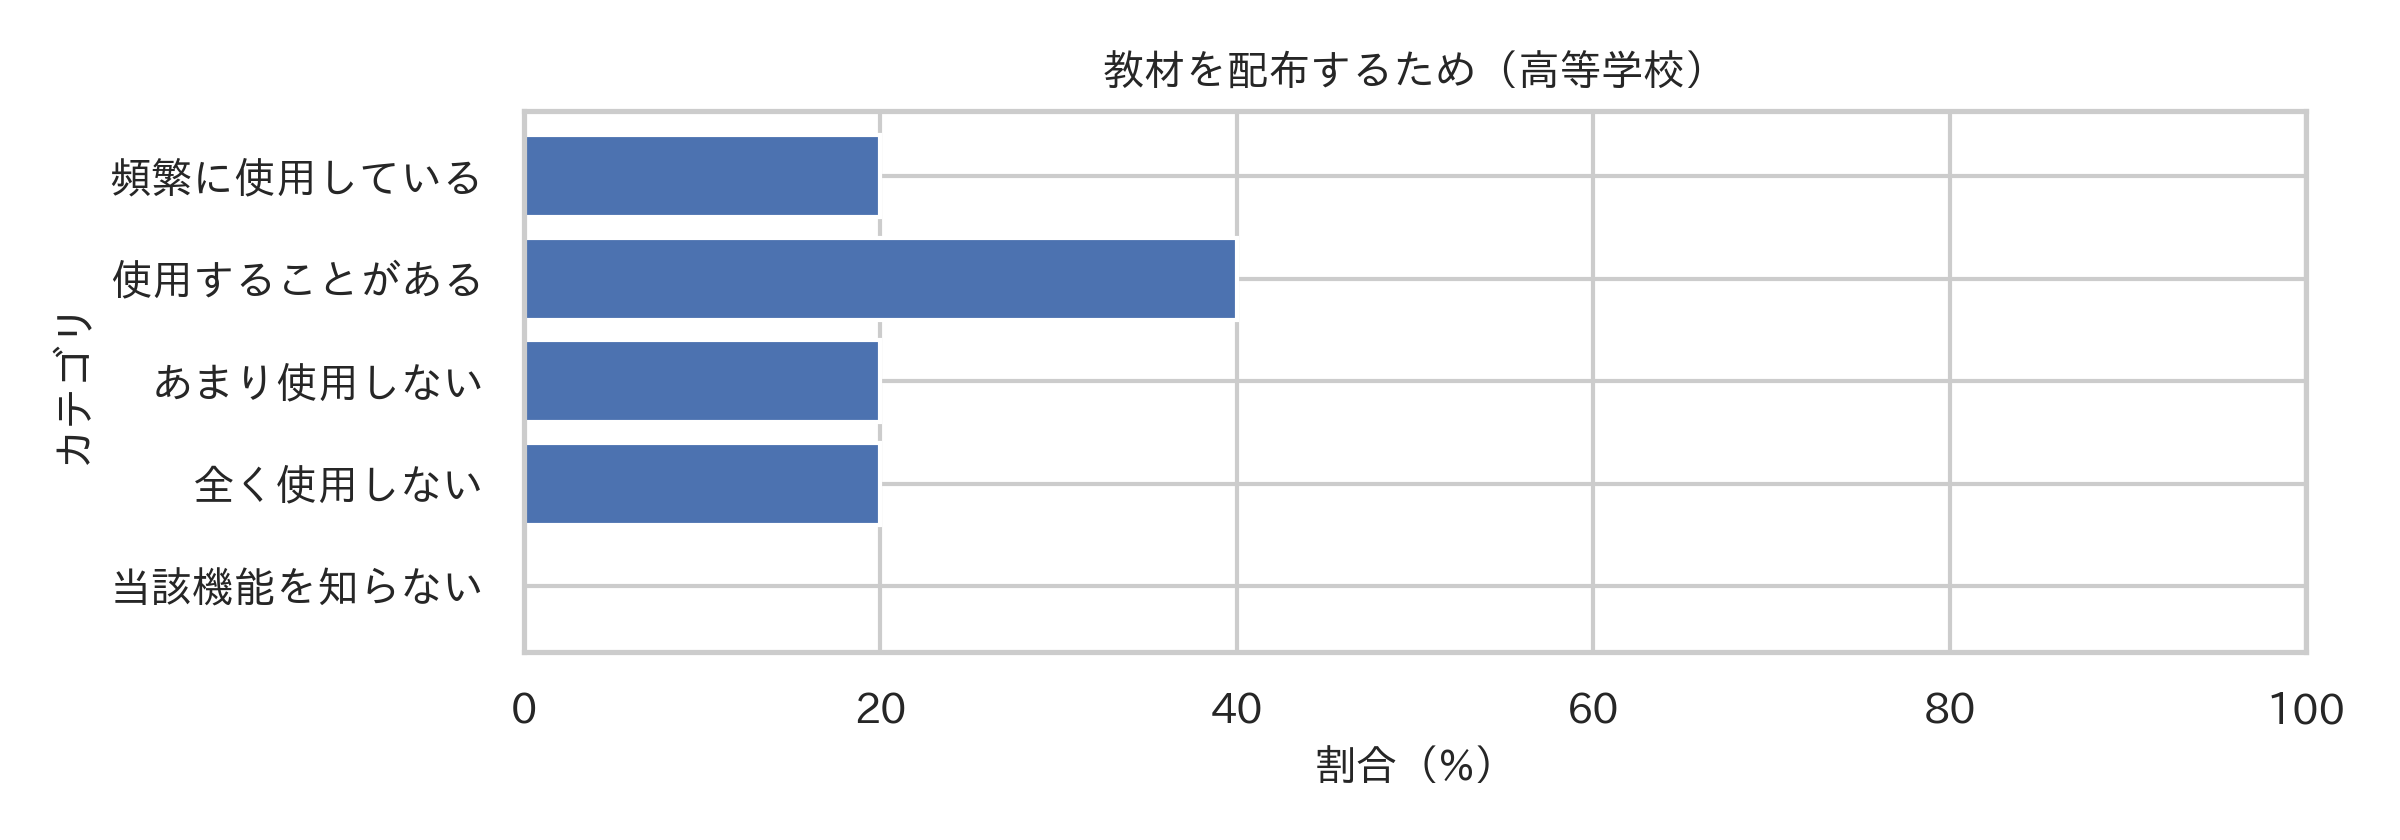 教材を配布するため（高等学校）
カテゴリ
頻繁に使用している
使用することがある
あまり使用しない
全く使用しない
当該機能を知らない
0 20 40 60 80 100
割合（%）